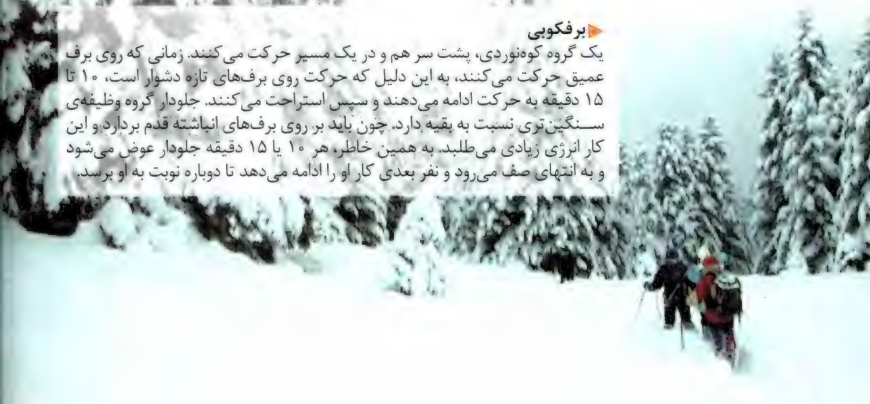 برفکوبی
یک گروه کوه‌نوردی، پشت سر هم و در یک مسیر حرکت می‌کنند. زمانی که روی برف
عمیق حرکت می‌کنند، به این دلیل که حرکت روی برف‌های تازه دشوار است، ۱۰ تا
۱۵ دقیقه به حرکت ادامه می‌دهند و سپس استراحت می‌کنند. جلودار گروه وظیفه‌ی
سنگین‌تری نسبت به بقیه دارد. چون باید بر روی برف‌های انباشته قدم بردارد و این
کار انرژی زیادی می‌طلبد. به همین خاطر، هر ۱۰ یا ۱۵ دقیقه جلودار عوض می‌شود
و به انتهای صف می‌رود و نفر بعدی کار او را ادامه می‌دهد تا دوباره نوبت به او برسد.